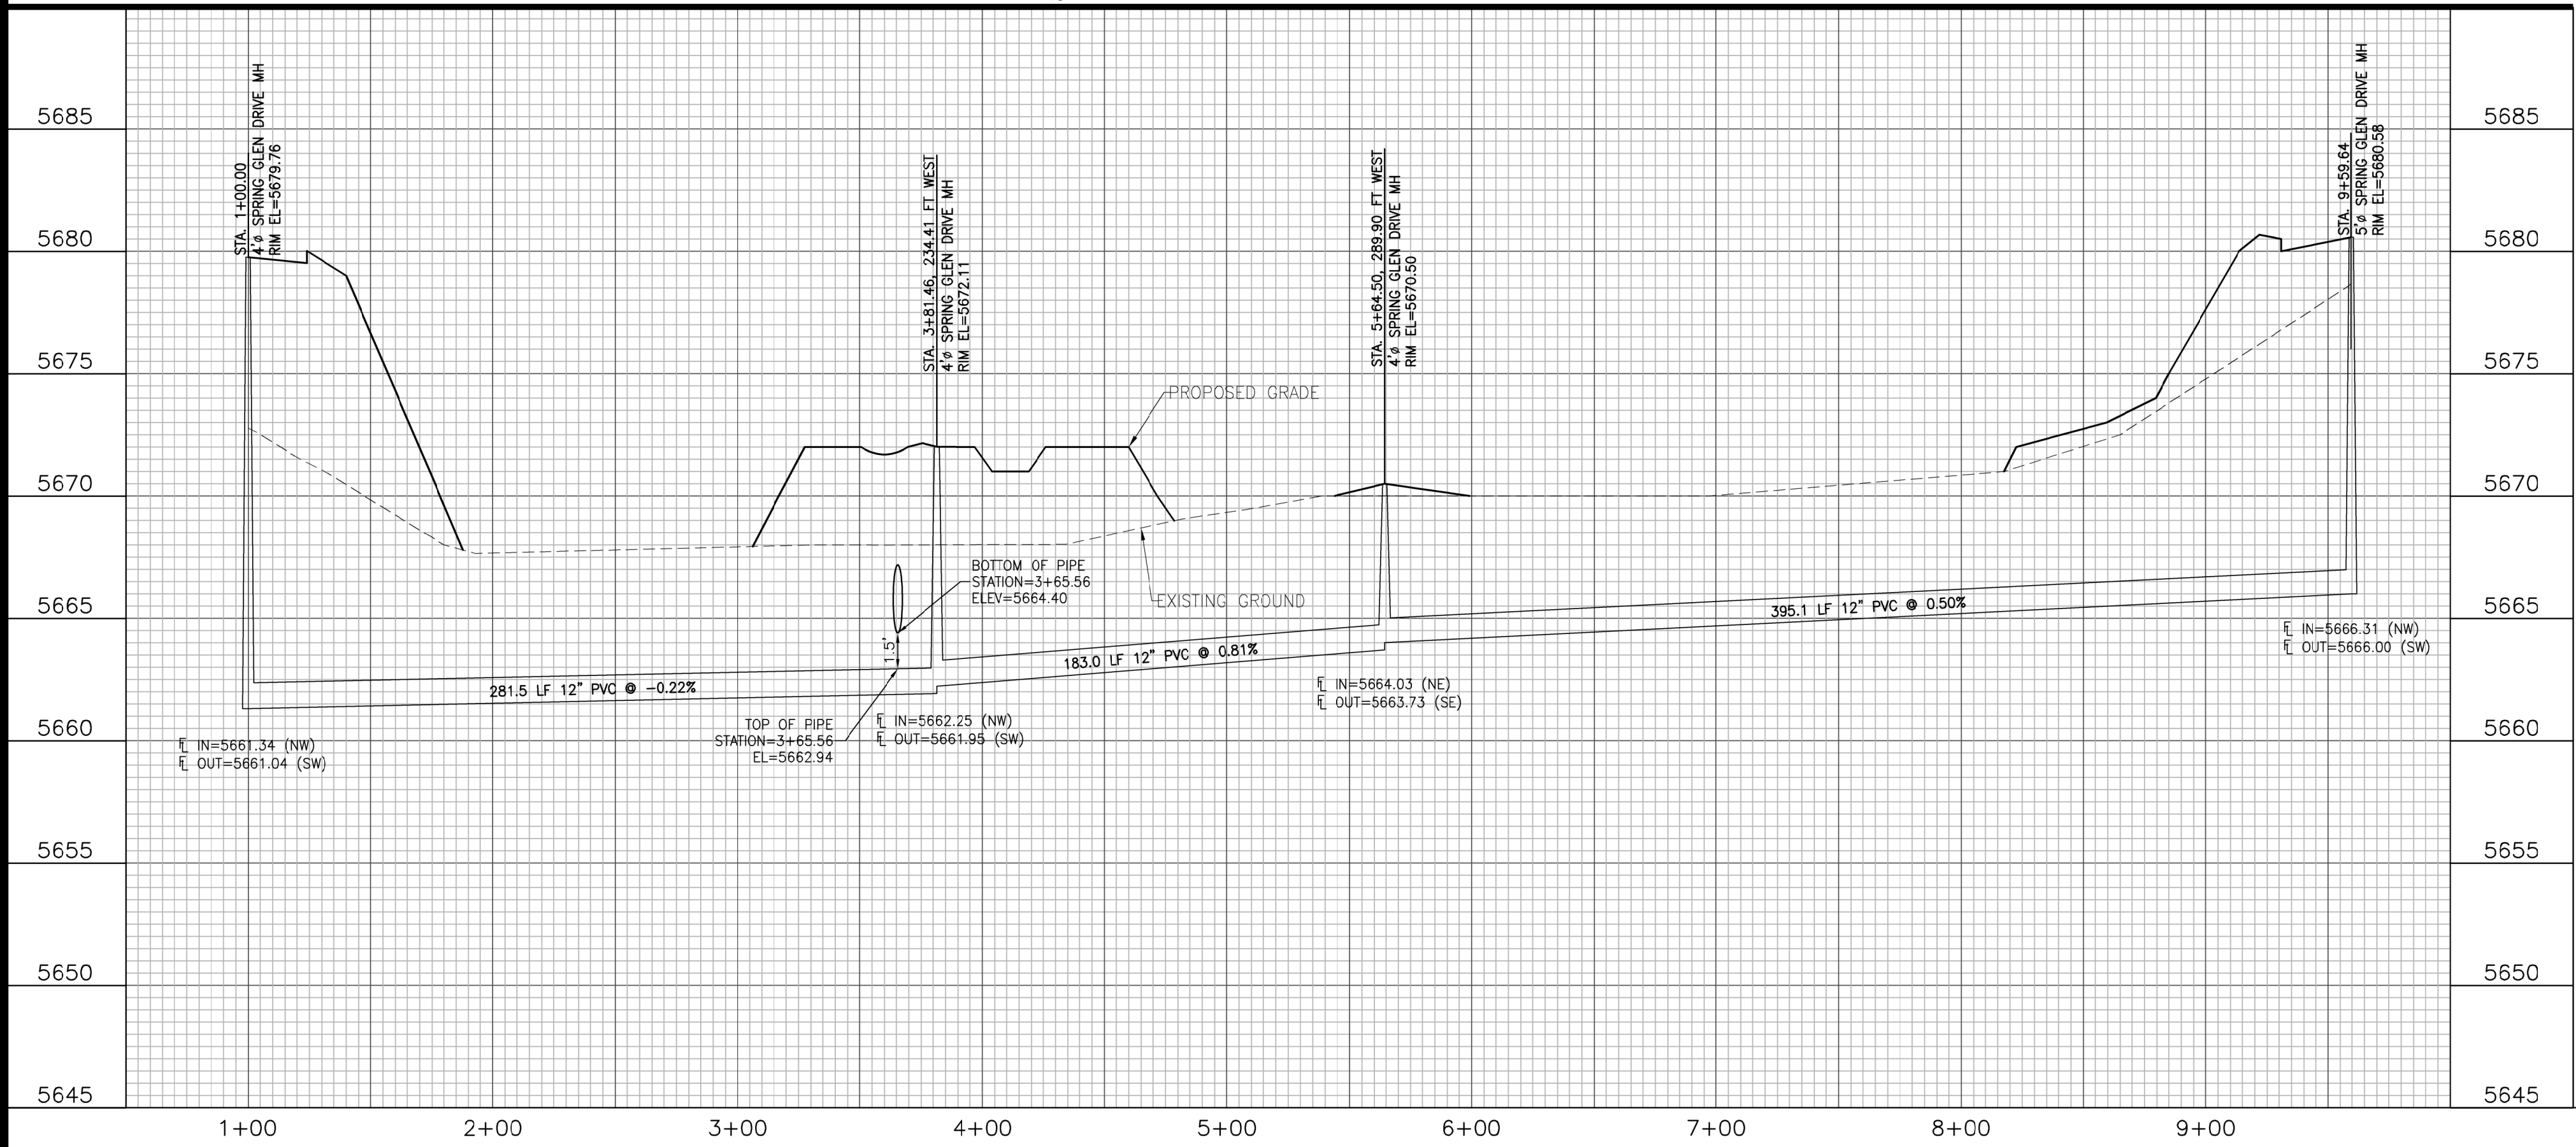 STA. 1+00.00
4'ø SPRING GLEN DRIVE MH
RIM EL=5679.76
STA. 3+81.46, 234.41 FT WEST
4'ø SPRING GLEN DRIVE MH
RIM EL=5672.11
STA. 5+64.50, 289.90 FT WEST
4'ø SPRING GLEN DRIVE MH
RIM EL=5670.50
STA. 9+59.64
5'ø SPRING GLEN DRIVE MH
RIM EL=5680.58
5685
5685
5680
5680
5675
5675
PROPOSED GRADE
5670
5670
BOTTOM OF PIPE
STATION=3+65.56
ELEV=5664.40
EXISTING GROUND
5665
5665
395.1 LF 12" PVC @ 0.50%
1.5'
183.0 LF 12" PVC @ 0.81%
281.5 LF 12" PVC @ -0.22%
FL IN=5666.31 (NW)
FL OUT=5666.00 (SW)
FL IN=5664.03 (NE)
FL OUT=5663.73 (SE)
TOP OF PIPE
STATION=3+65.56
EL=5662.94
FL IN=5662.25 (NW)
FL OUT=5661.95 (SW)
FL IN=5661.34 (NW)
FL OUT=5661.04 (SW)
5660
5660
5655
5655
5650
5650
5645
5645
1+00 2+00 3+00 4+00 5+00 6+00 7+00 8+00 9+00